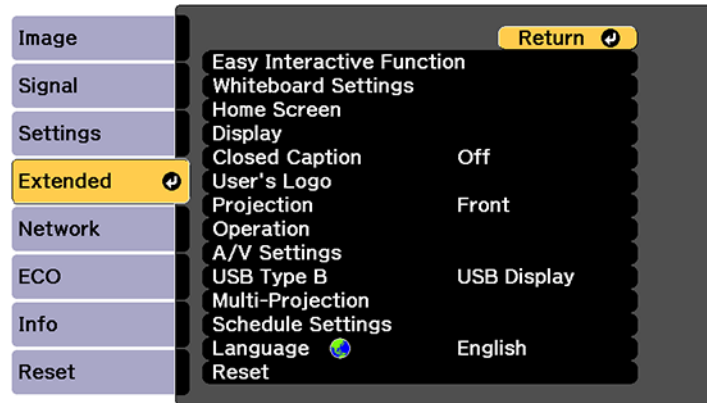 Image
Signal
Settings
Extended
Network
ECO
Info
Reset
Return
Easy Interactive Function
Whiteboard Settings
Home Screen
Display
Closed Caption Off
User's Logo
Projection Front
Operation
A/V Settings
USB Type B USB Display
Multi-Projection
Schedule Settings
Language English
Reset